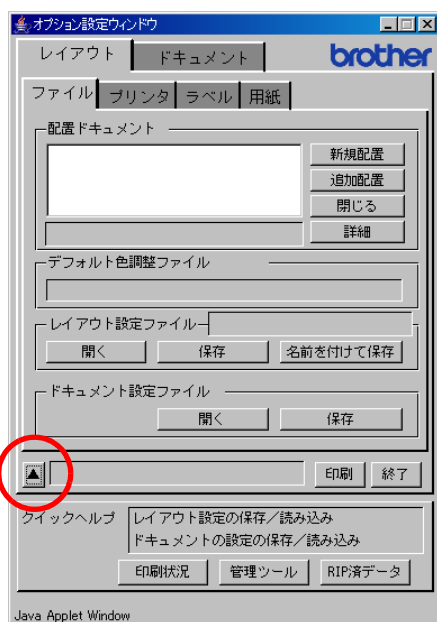 オプション設定ウィンドウ
レイアウト ドキュメント brother
ファイル プリンタ ラベル 用紙
配置ドキュメント
新規配置
追加配置
閉じる
詳細
デフォルト色調整ファイル
レイアウト設定ファイル
開く 保存 名前を付けて保存
ドキュメント設定ファイル
開く 保存
▲ 印刷 終了
クイックヘルプ レイアウト設定の保存/読み込み
ドキュメントの設定の保存/読み込み
印刷状況 管理ツール RIP済データ
Java Applet Window